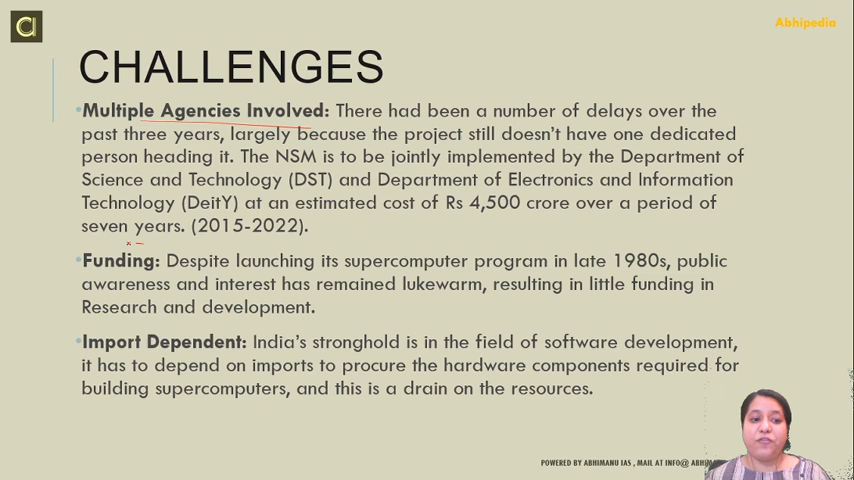 Abhipedia
CHALLENGES
•Multiple Agencies Involved: There had been a number of delays over the
past three years, largely because the project still doesn’t have one dedicated
person heading it. The NSM is to be jointly implemented by the Department of
Science and Technology (DST) and Department of Electronics and Information
Technology (DeitY) at an estimated cost of Rs 4,500 crore over a period of
seven years. (2015-2022).
•Funding: Despite launching its supercomputer program in late 1980s, public
awareness and interest has remained lukewarm, resulting in little funding in
Research and development.
•Import Dependent: India’s stronghold is in the field of software development,
it has to depend on imports to procure the hardware components required for
building supercomputers, and this is a drain on the resources.
POWERED BY ABHIMANU IAS , MAIL AT INFO@